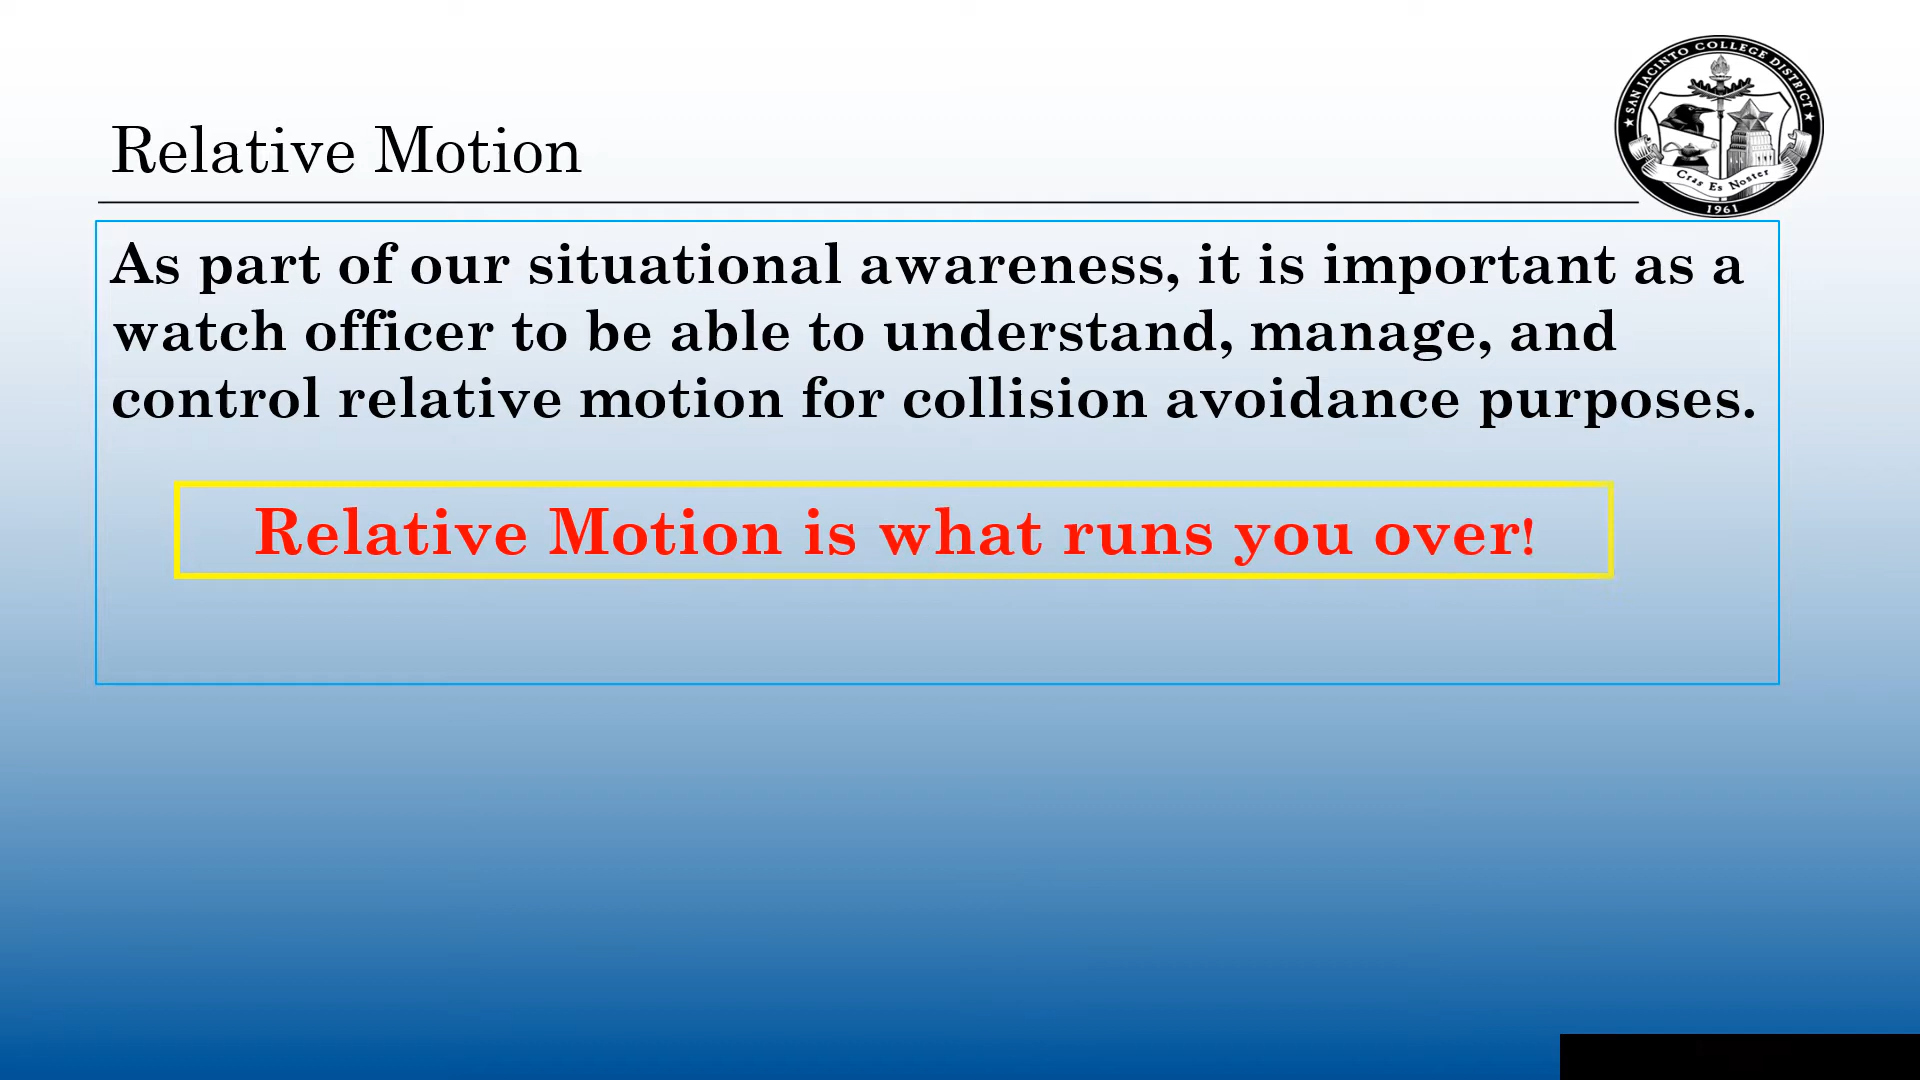 SAN JACINTO COLLEGE DISTRICT
Cras Es Noster
1961
Relative Motion
As part of our situational awareness, it is important as a
watch officer to be able to understand, manage, and
control relative motion for collision avoidance purposes.
Relative Motion is what runs you over!